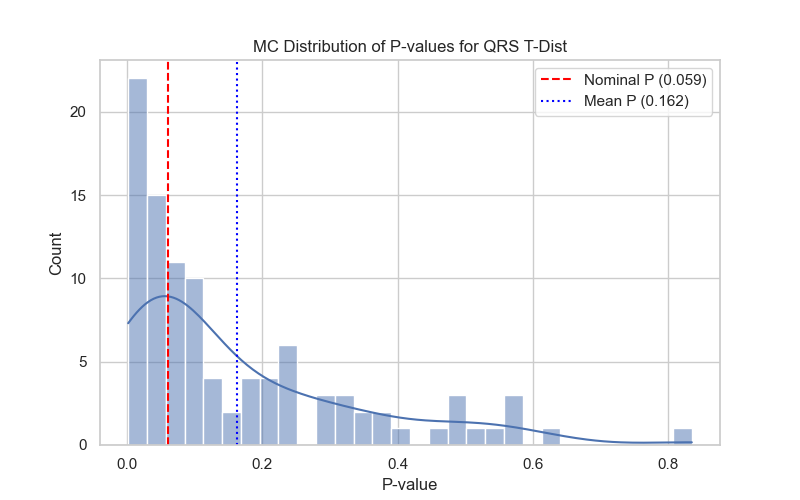 MC Distribution of P-values for QRS T-Dist
Nominal P (0.059)
Mean P (0.162)
Count
20
15
10
5
0
0.0 0.2 0.4 0.6 0.8
P-value